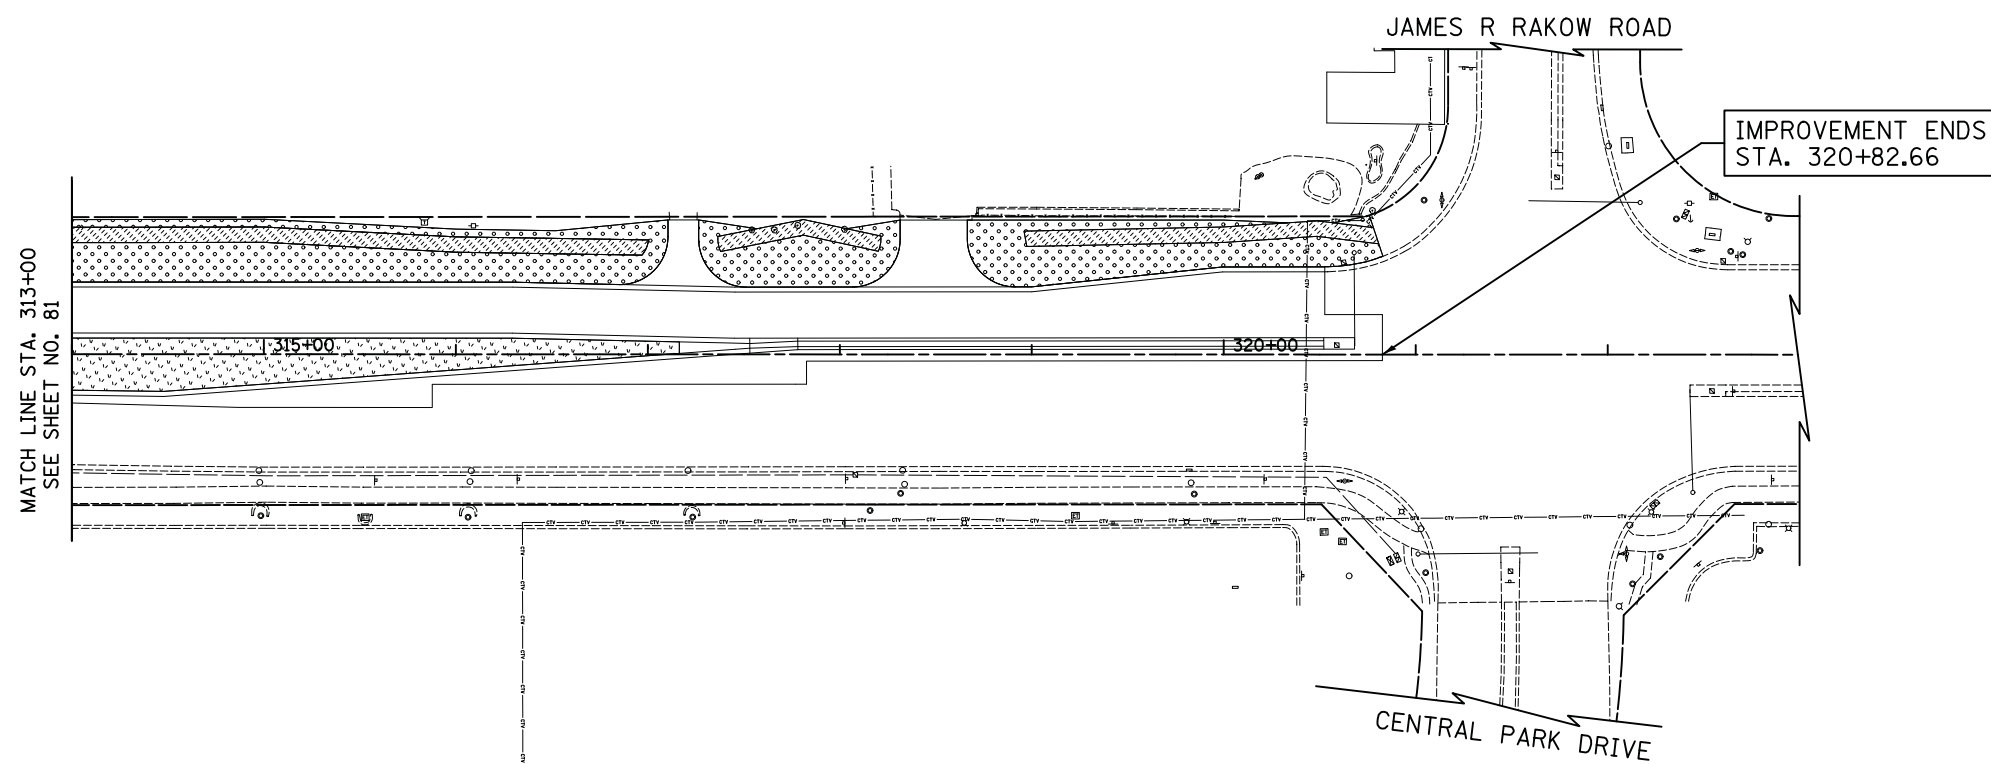 JAMES R RAKOW ROAD
IMPROVEMENT ENDS
STA. 320+82.66
MATCH LINE STA. 313+00
SEE SHEET NO. 81
315+00
320+00
CTV
CENTRAL PARK DRIVE